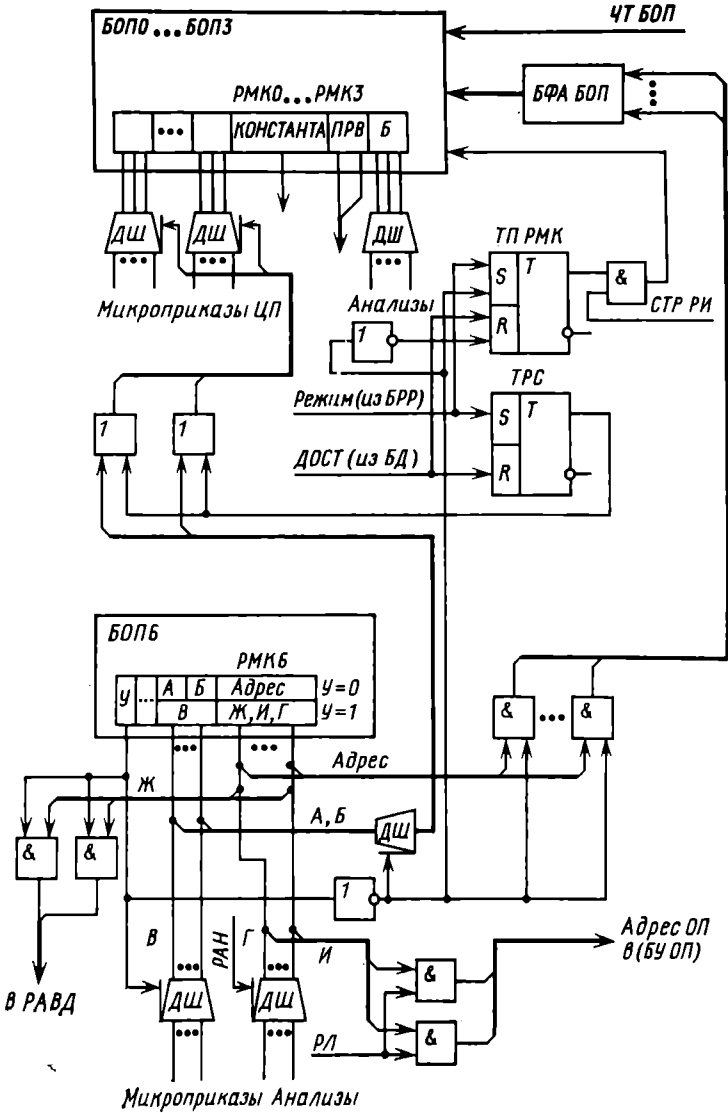 БОП0...БОП3
ЧТ БОП
РМК0...РМК3
БФА БОП
... КОНСТАНТА ПРВ Б
ДШ ДШ ДШ
ТП РМК
S T
R
&
СТР РИ
Микроприказы ЦП
Анализы
1
ТРС
Режим (из БРР)
S T
R
ДОСТ (из БД)
1 1
БОП6
РМК6
У ... А Б Адрес У=0
В Ж, И, Г У=1
& ... &
Адрес
Ж
А, Б
ДШ
& &
1
В
РАН
Г
И
Адрес ОП
в (БУ ОП)
&
В РАВД
ДШ ДШ
&
РЛ
Микроприказы Анализы